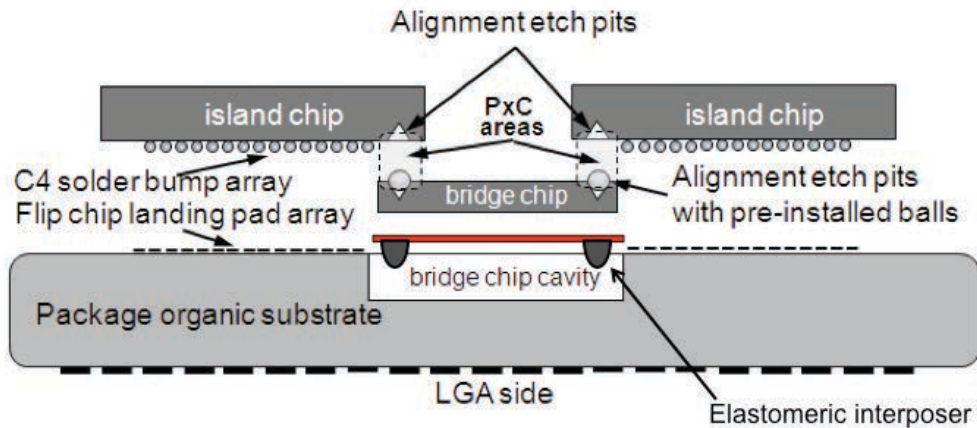 Alignment etch pits
island chip
PxC
areas
island chip
C4 solder bump array
Flip chip landing pad array
bridge chip
Alignment etch pits
with pre-installed balls
bridge chip cavity
Package organic substrate
LGA side
Elastomeric interposer